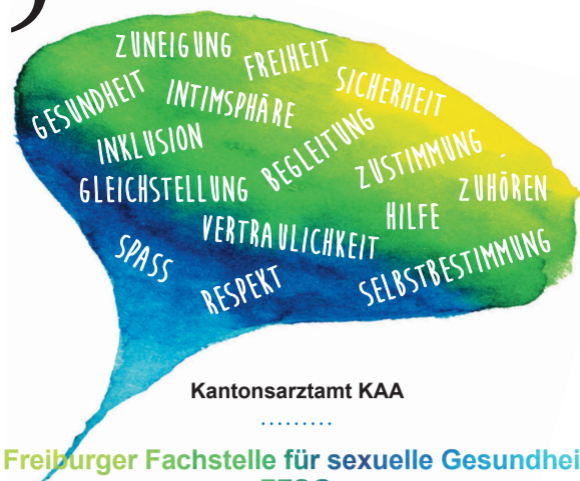 ZUNEIGUNG
FREIHEIT
SICHERHEIT
GESUNDHEIT
INTIMSPHÄRE
INKLUSION
BEGLEITUNG
ZUSTIMMUNG
GLEICHSTELLUNG
ZUHÖREN
HILFE
VERTRAULICHKEIT
SPASS
RESPEKT
SELBSTBESTIMMUNG
Kantonsarztamt KAA
.........
Freiburger Fachstelle für sexuelle Gesundhei